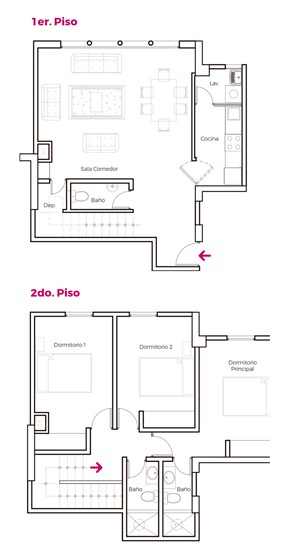 1er. Piso
Lav.
Cocina
Sala Comedor
Dep.
Baño
2do. Piso
Dormitorio 1
Dormitorio 2
Dormitorio
Principal
Baño
Baño